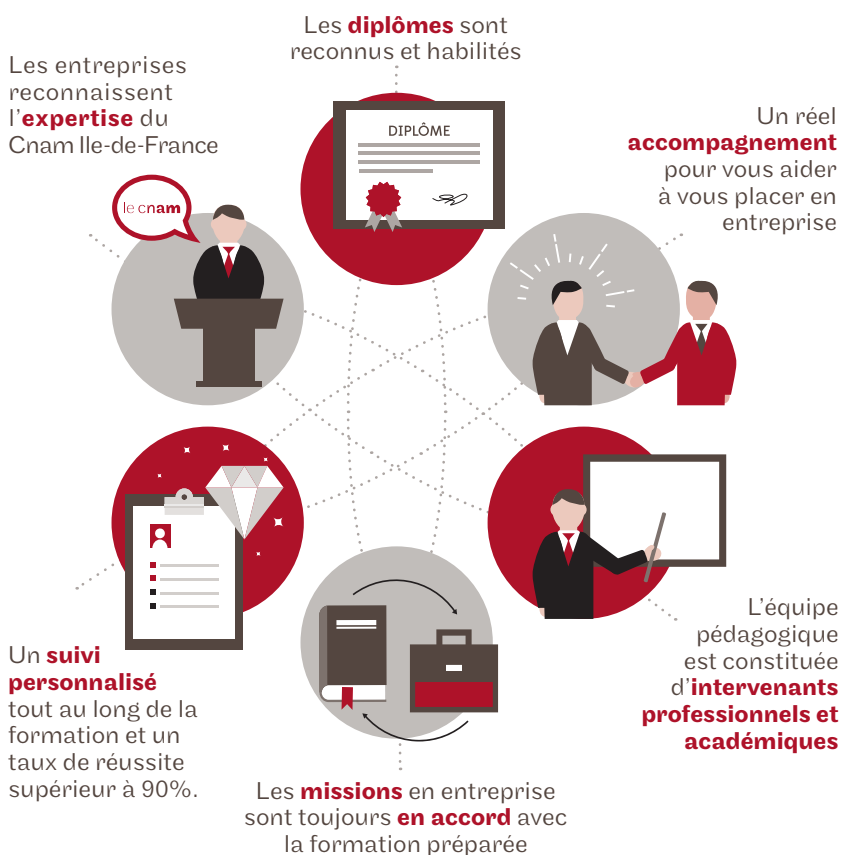 Les diplômes sont
reconnus et habilités
Les entreprises
reconnaissent
l'expertise du
Cnam Ile-de-France
le cnam
DIPLÔME
Un réel
accompagnement
pour vous aider
à vous placer en
entreprise
Un suivi
personnalisé
tout au long de la
formation et un
taux de réussite
supérieur à 90%.
L'équipe
pédagogique
est constituée
d'intervenants
professionnels et
académiques
Les missions en entreprise
sont toujours en accord avec
la formation préparée